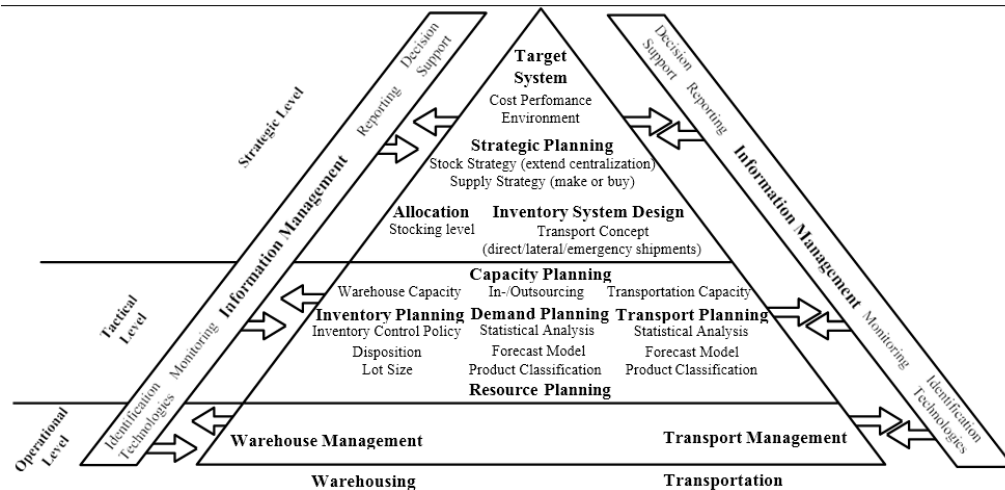 Strategic Level
Tactical
Level
Operational
Level
Decision
Support
Reporting
Information Management
Monitoring
Identification
Technologies
Target
System
Cost Perfomance
Environment
Strategic Planning
Stock Strategy (extend centralization)
Supply Strategy (make or buy)
Allocation
Stocking level
Inventory System Design
Transport Concept
(direct/lateral/emergency shipments)
Capacity Planning
Warehouse Capacity
In-/Outsourcing
Transportation Capacity
Inventory Planning
Inventory Control Policy
Disposition
Lot Size
Demand Planning
Statistical Analysis
Forecast Model
Product Classification
Transport Planning
Statistical Analysis
Forecast Model
Product Classification
Resource Planning
Warehouse Management
Transport Management
Warehousing
Transportation
Decision
Support
Reporting
Information Management
Monitoring
Identification
Technologies